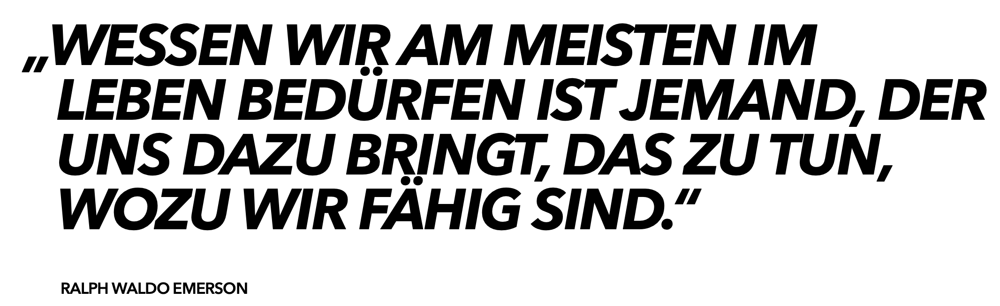 „WESSEN WIR AM MEISTEN IM
LEBEN BEDÜRFEN IST JEMAND, DER
UNS DAZU BRINGT, DAS ZU TUN,
WOZU WIR FÄHIG SIND.“
RALPH WALDO EMERSON